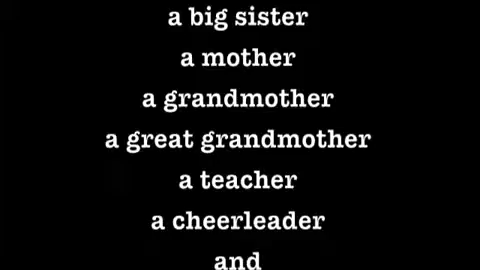 a big sister
a mother
a grandmother
a great grandmother
a teacher
a cheerleader
and